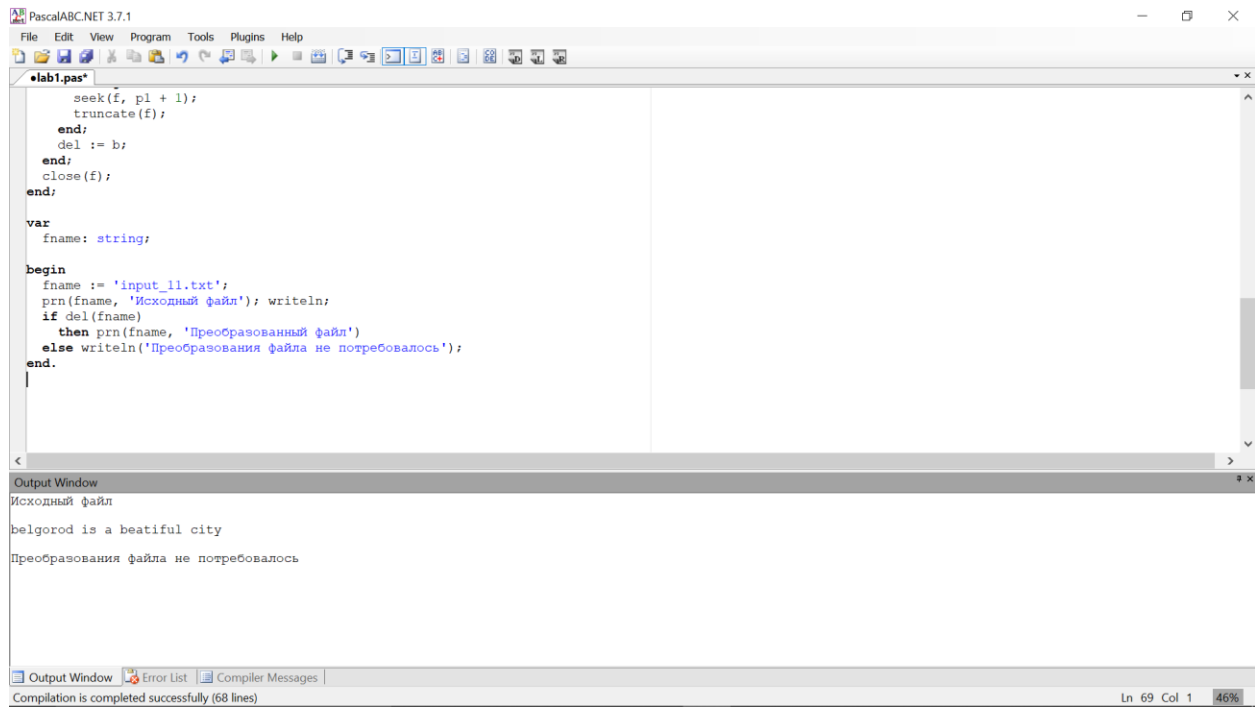 PascalABC.NET 3.7.1
File Edit View Program Tools Plugins Help
●lab1.pas*
seek(f, p1 + 1);
truncate(f);
end;
del := b;
end;
close(f);
end;
var
fname: string;
begin
fname := 'input_11.txt';
prn(fname, 'Исходный файл'); writeln;
if del(fname)
then prn(fname, 'Преобразованный файл')
else writeln('Преобразования файла не потребовалось');
end.
Output Window
Исходный файл
belgorod is a beatiful city
Преобразования файла не потребовалось
Output Window Error List Compiler Messages
Compilation is completed successfully (68 lines) Ln 69 Col 1 46%